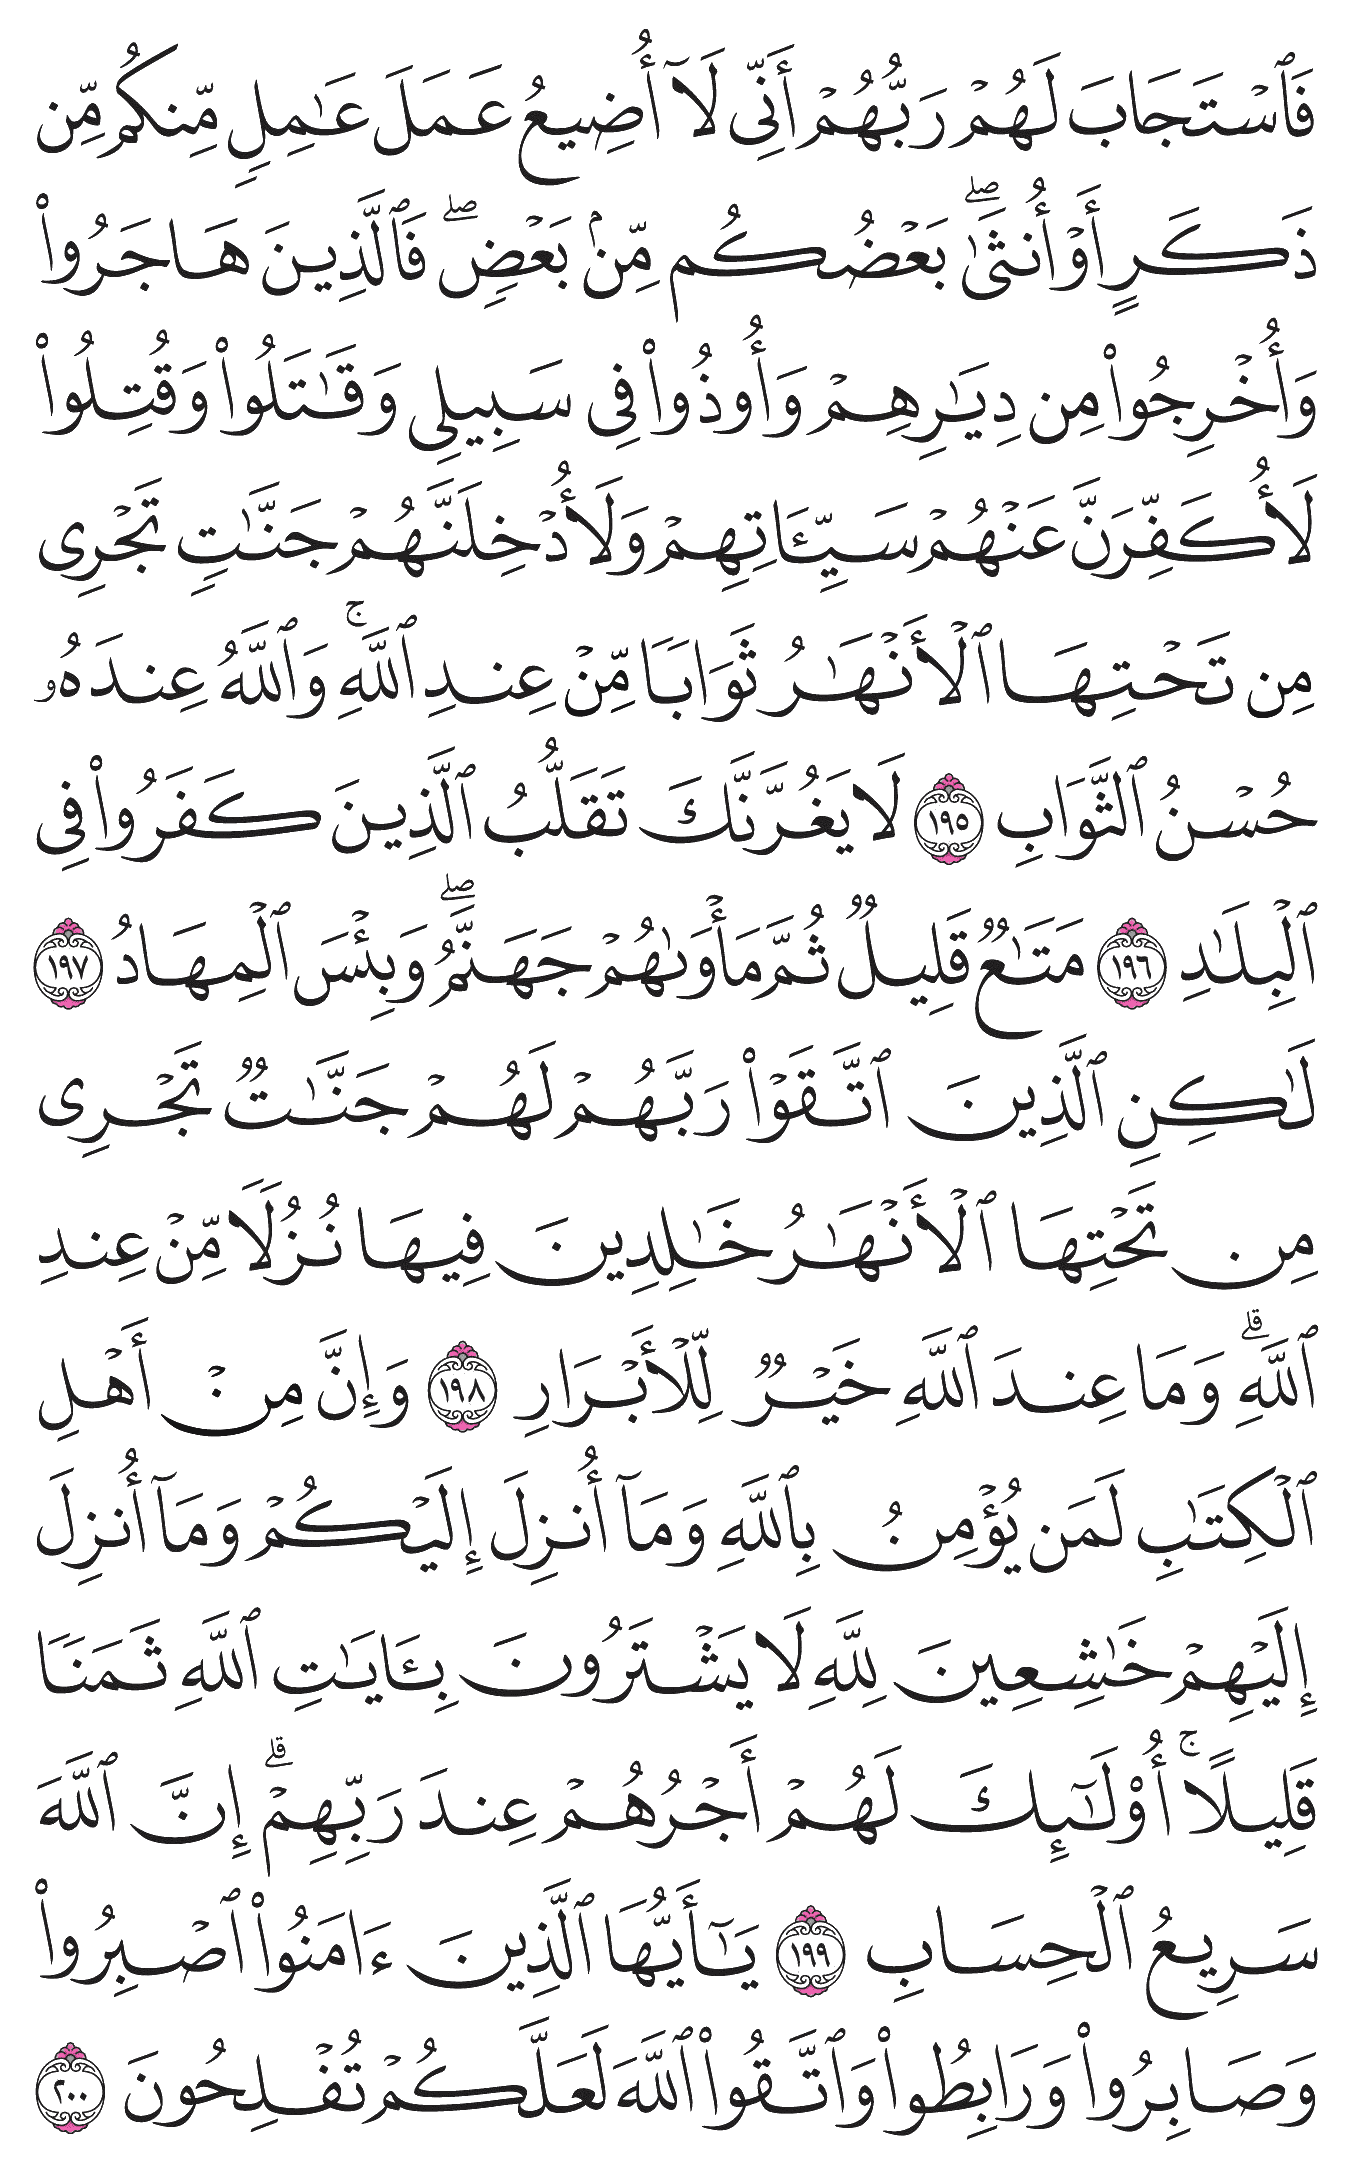 فَٱسۡتَجَابَ لَهُمۡ رَبُّهُمۡ أَنِّي لَآ أُضِيعُ عَمَلَ عَٰمِلٖ مِّنكُم مِّن
ذَكَرٍ أَوۡ أُنثَىٰۖ بَعۡضُكُم مِّنۢ بَعۡضٖۖ فَٱلَّذِينَ هَاجَرُواْ
وَأُخۡرِجُواْ مِن دِيَٰرِهِمۡ وَأُوذُواْ فِي سَبِيلِي وَقَٰتَلُواْ وَقُتِلُواْ
لَأُكَفِّرَنَّ عَنۡهُمۡ سَيِّـَٔاتِهِمۡ وَلَأُدۡخِلَنَّهُمۡ جَنَّٰتٖ تَجۡرِي
مِن تَحۡتِهَا ٱلۡأَنۡهَٰرُ ثَوَابٗا مِّنۡ عِندِ ٱللَّهِۚ وَٱللَّهُ عِندَهُۥ
حُسۡنُ ٱلثَّوَابِ ١٩٥ لَا يَغُرَّنَّكَ تَقَلُّبُ ٱلَّذِينَ كَفَرُواْ فِي
ٱلۡبِلَٰدِ ١٩٦ مَتَٰعٞ قَلِيلٞ ثُمَّ مَأۡوَىٰهُمۡ جَهَنَّمُۖ وَبِئۡسَ ٱلۡمِهَادُ ١٩٧
لَٰكِنِ ٱلَّذِينَ ٱتَّقَوۡاْ رَبَّهُمۡ لَهُمۡ جَنَّٰتٞ تَجۡرِي
مِن تَحۡتِهَا ٱلۡأَنۡهَٰرُ خَٰلِدِينَ فِيهَا نُزُلٗا مِّنۡ عِندِ
ٱللَّهِۗ وَمَا عِندَ ٱللَّهِ خَيۡرٞ لِّلۡأَبۡرَارِ ١٩٨ وَإِنَّ مِنۡ أَهۡلِ
ٱلۡكِتَٰبِ لَمَن يُؤۡمِنُ بِٱللَّهِ وَمَآ أُنزِلَ إِلَيۡكُمۡ وَمَآ أُنزِلَ
إِلَيۡهِمۡ خَٰشِعِينَ لِلَّهِ لَا يَشۡتَرُونَ بِـَٔايَٰتِ ٱللَّهِ ثَمَنٗا
قَلِيلًاۚ أُوْلَٰٓئِكَ لَهُمۡ أَجۡرُهُمۡ عِندَ رَبِّهِمۡۗ إِنَّ ٱللَّهَ
سَرِيعُ ٱلۡحِسَابِ ١٩٩ يَٰٓأَيُّهَا ٱلَّذِينَ ءَامَنُواْ ٱصۡبِرُواْ
وَصَابِرُواْ وَرَابِطُواْ وَٱتَّقُواْ ٱللَّهَ لَعَلَّكُمۡ تُفۡلِحُونَ ٢٠٠